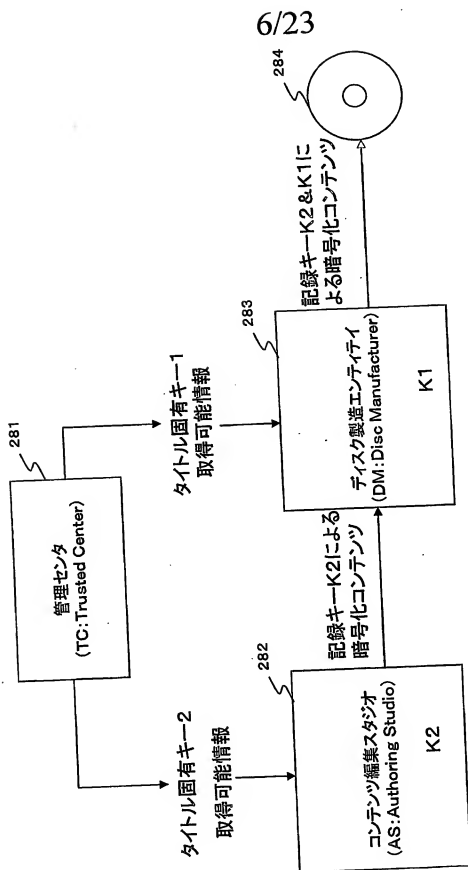 6/23
281
管理センタ
(TC:Trusted Center)
タイトル固有キー2
取得可能情報
タイトル固有キー1
取得可能情報
282
コンテンツ編集スタジオ
(AS:Authoring Studio)
K2
記録キーK2による
暗号化コンテンツ
283
ディスク製造エンティティ
(DM:Disc Manufacturer)
K1
記録キーK2&K1に
よる暗号化コンテンツ
284